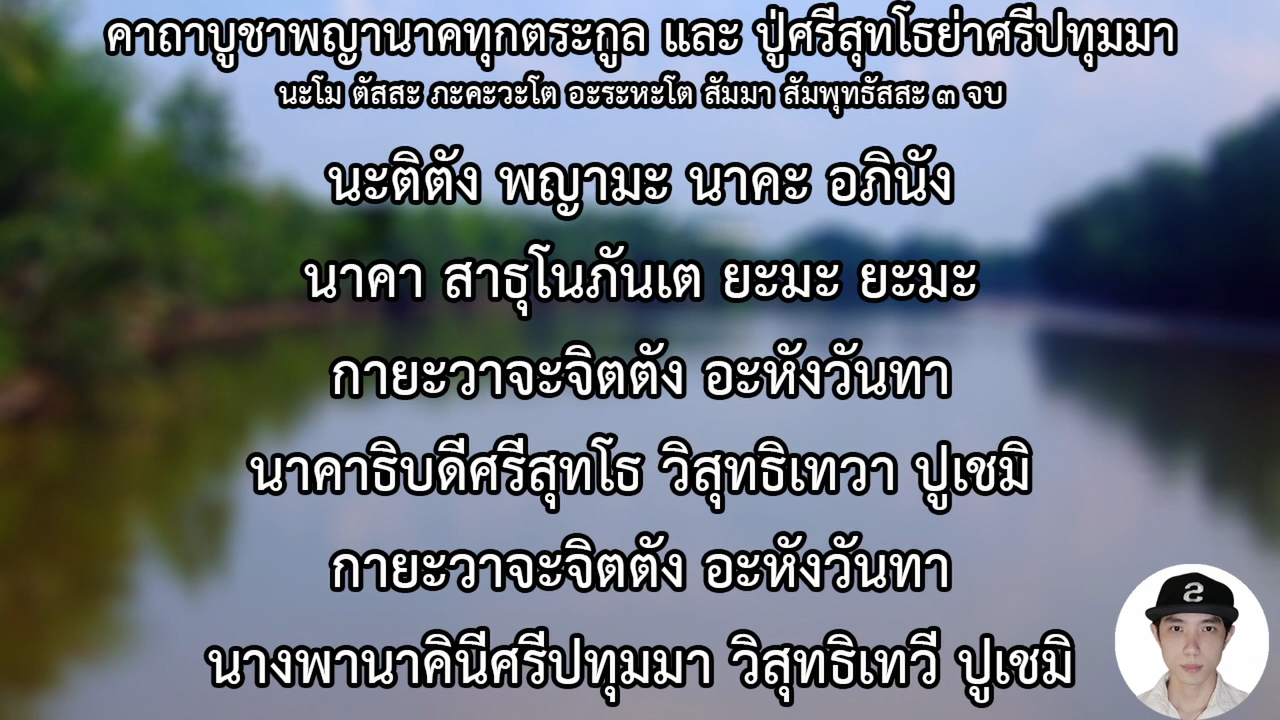 คาถาบูชาพญานาคทุกตระกูล และ ปู่ศรีสุทโธย่าศรีปทุมมา
นะโม ตัสสะ ภะคะวะโต อะระหะโต สัมมา สัมพุทธัสสะ ๓ จบ
นะติตัง พญามะ นาคะ อภินัง
นาคา สาธุโนภันเต ยะมะ ยะมะ
กายะวาจะจิตตัง อะหังวันทา
นาคาธิบดีศรีสุทโธ วิสุทธิเทวา ปูเชมิ
กายะวาจะจิตตัง อะหังวันทา
นางพานาคินีศรีปทุมมา วิสุทธิเทวี ปูเชมิ